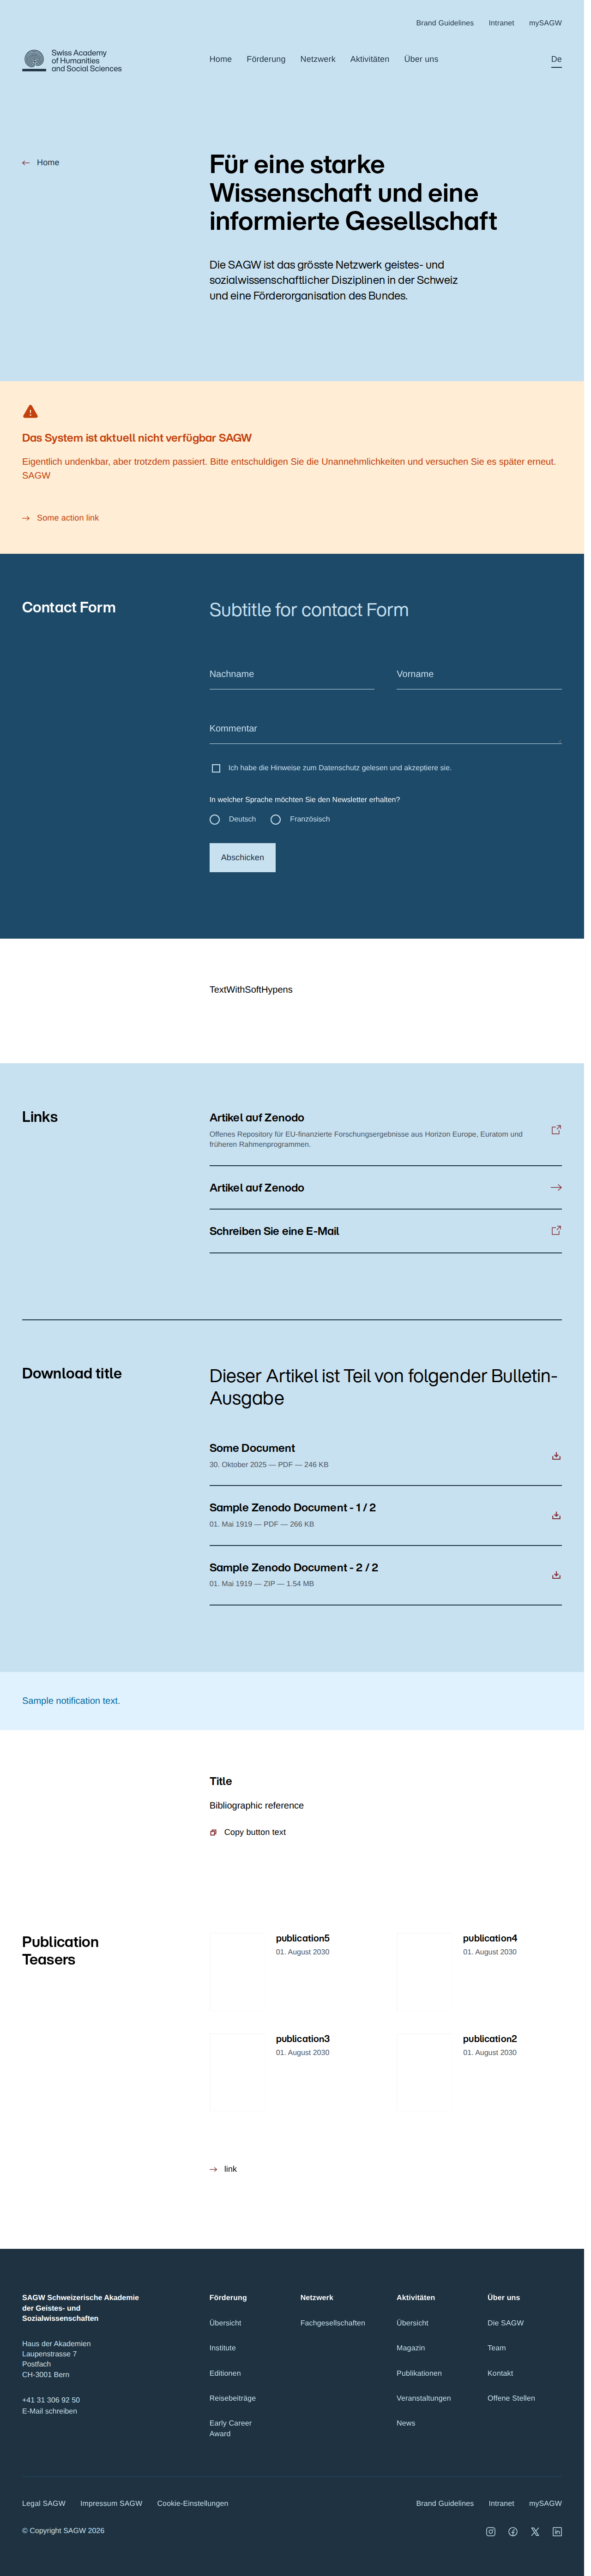 Brand Guidelines Intranet mySAGW
Swiss Academy
of Humanities
and Social Sciences
Home Förderung Netzwerk Aktivitäten Über uns De
Home
Für eine starke
Wissenschaft und eine
informierte Gesellschaft
Die SAGW ist das grösste Netzwerk geistes- und
sozialwissenschaftlicher Disziplinen in der Schweiz
und eine Förderorganisation des Bundes.
Das System ist aktuell nicht verfügbar SAGW
Eigentlich undenkbar, aber trotzdem passiert. Bitte entschuldigen Sie die Unannehmlichkeiten und versuchen Sie es später erneut.
SAGW
Some action link
Contact Form
Subtitle for contact Form
Nachname Vorname
Kommentar
Ich habe die Hinweise zum Datenschutz gelesen und akzeptiere sie.
In welcher Sprache möchten Sie den Newsletter erhalten?
Deutsch Französisch
Abschicken
TextWithSoftHypens
Links
Artikel auf Zenodo
Offenes Repository für EU-finanzierte Forschungsergebnisse aus Horizon Europe, Euratom und
früheren Rahmenprogrammen.
Artikel auf Zenodo
Schreiben Sie eine E-Mail
Download title
Dieser Artikel ist Teil von folgender Bulletin-
Ausgabe
Some Document
30. Oktober 2025 — PDF — 246 KB
Sample Zenodo Document - 1 / 2
01. Mai 1919 — PDF — 266 KB
Sample Zenodo Document - 2 / 2
01. Mai 1919 — ZIP — 1.54 MB
Sample notification text.
Title
Bibliographic reference
Copy button text
Publication
Teasers
publication5
01. August 2030
publication4
01. August 2030
publication3
01. August 2030
publication2
01. August 2030
link
SAGW Schweizerische Akademie
der Geistes- und
Sozialwissenschaften
Haus der Akademien
Laupenstrasse 7
Postfach
CH-3001 Bern
+41 31 306 92 50
E-Mail schreiben
Förderung
Übersicht
Institute
Editionen
Reisebeiträge
Early Career
Award
Netzwerk
Fachgesellschaften
Aktivitäten
Übersicht
Magazin
Publikationen
Veranstaltungen
News
Über uns
Die SAGW
Team
Kontakt
Offene Stellen
Legal SAGW Impressum SAGW Cookie-Einstellungen
Brand Guidelines Intranet mySAGW
© Copyright SAGW 2026